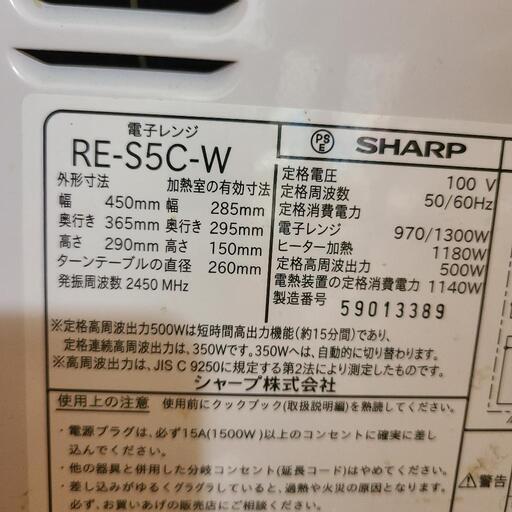 電子レンジ
RE-S5C-W
外形寸法 加熱室の有効寸法
幅 450mm 幅 285mm
奥行き 365mm 奥行き 295mm
高さ 290mm 高さ 150mm
ターンテーブルの直径 260mm
発振周波数 2450 MHz
PS
E
SHARP
定格電圧 100 V
定格周波数 50/60Hz
定格消費電力
電子レンジ 970/1300W
ヒーター加熱 1180W
定格高周波出力 500W
電熱装置の定格消費電力 1140W
製造番号 59013389
※定格高周波出力500Wは短時間高出力機能(約15分間)であり、
定格連続高周波出力は、350Wです。350Wへは、自動的に切り替わります。
※高周波出力は、JIS C 9250に規定する第2法により測定したものです。
シャープ株式会社
使用上の注意 使用前にクックブック(取扱説明編)を熟読してください。
・電源プラグは、必ず15A(1500W)以上のコンセントに確実に差し
込んでください。
・他の器具と併用した分岐コンセント(延長コード)はやめてください。
・差し込みがゆるくグラグラしていると、過熱や火災の原因となります。
必ず、お買いあげの販売店にご相談ください。
⚠警告